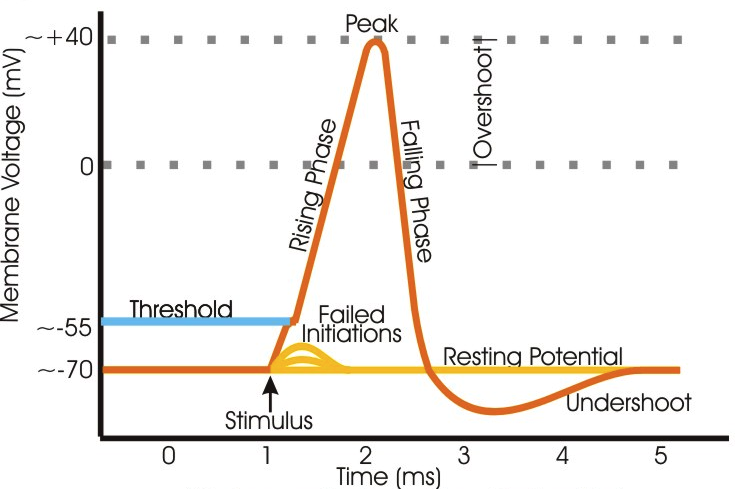 Peak
~+40
Overshoot
Membrane Voltage (mV)
Rising Phase
Falling Phase
0
Threshold
Failed
Initiations
~-55
Resting Potential
~-70
Undershoot
Stimulus
0 1 2 3 4 5
Time (ms)